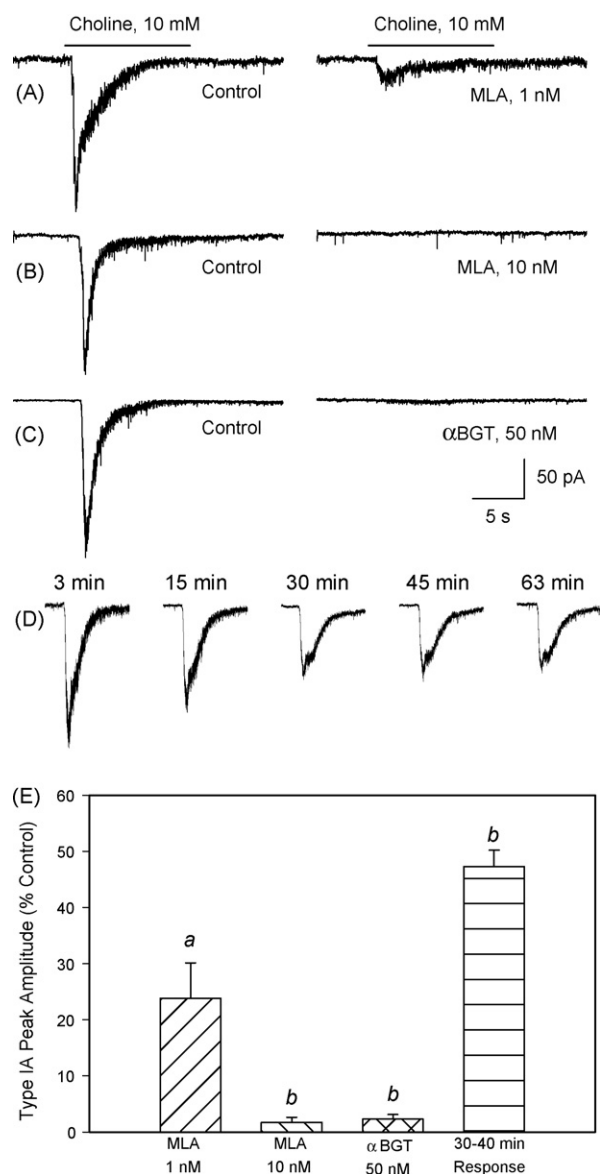 Choline, 10 mM Choline, 10 mM
(A) Control MLA, 1 nM
(B) Control MLA, 10 nM
(C) Control αBGT, 50 nM
50 pA
5 s
3 min 15 min 30 min 45 min 63 min
(D)
(E)
Type IA Peak Amplitude (% Control)
60
50
40
30
20
10
0
a
b
b
b
MLA MLA αBGT 30-40 min
1 nM 10 nM 50 nM Response